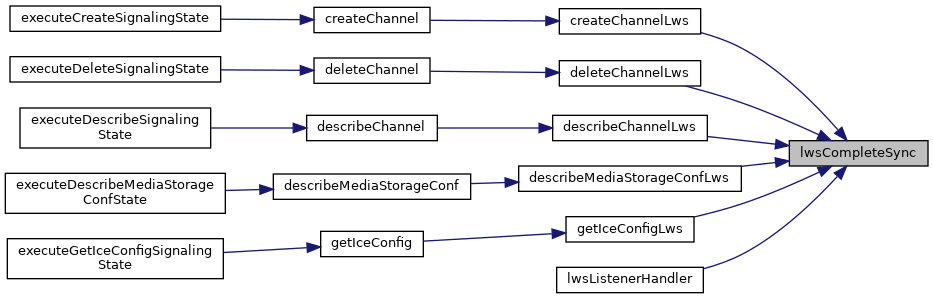 executeCreateSignalingState
createChannel
createChannelLws
executeDeleteSignalingState
deleteChannel
deleteChannelLws
executeDescribeSignaling
State
describeChannel
describeChannelLws
lwsCompleteSync
executeDescribeMediaStorage
ConfState
describeMediaStorageConf
describeMediaStorageConfLws
executeGetIceConfigSignaling
State
getIceConfig
getIceConfigLws
lwsListenerHandler